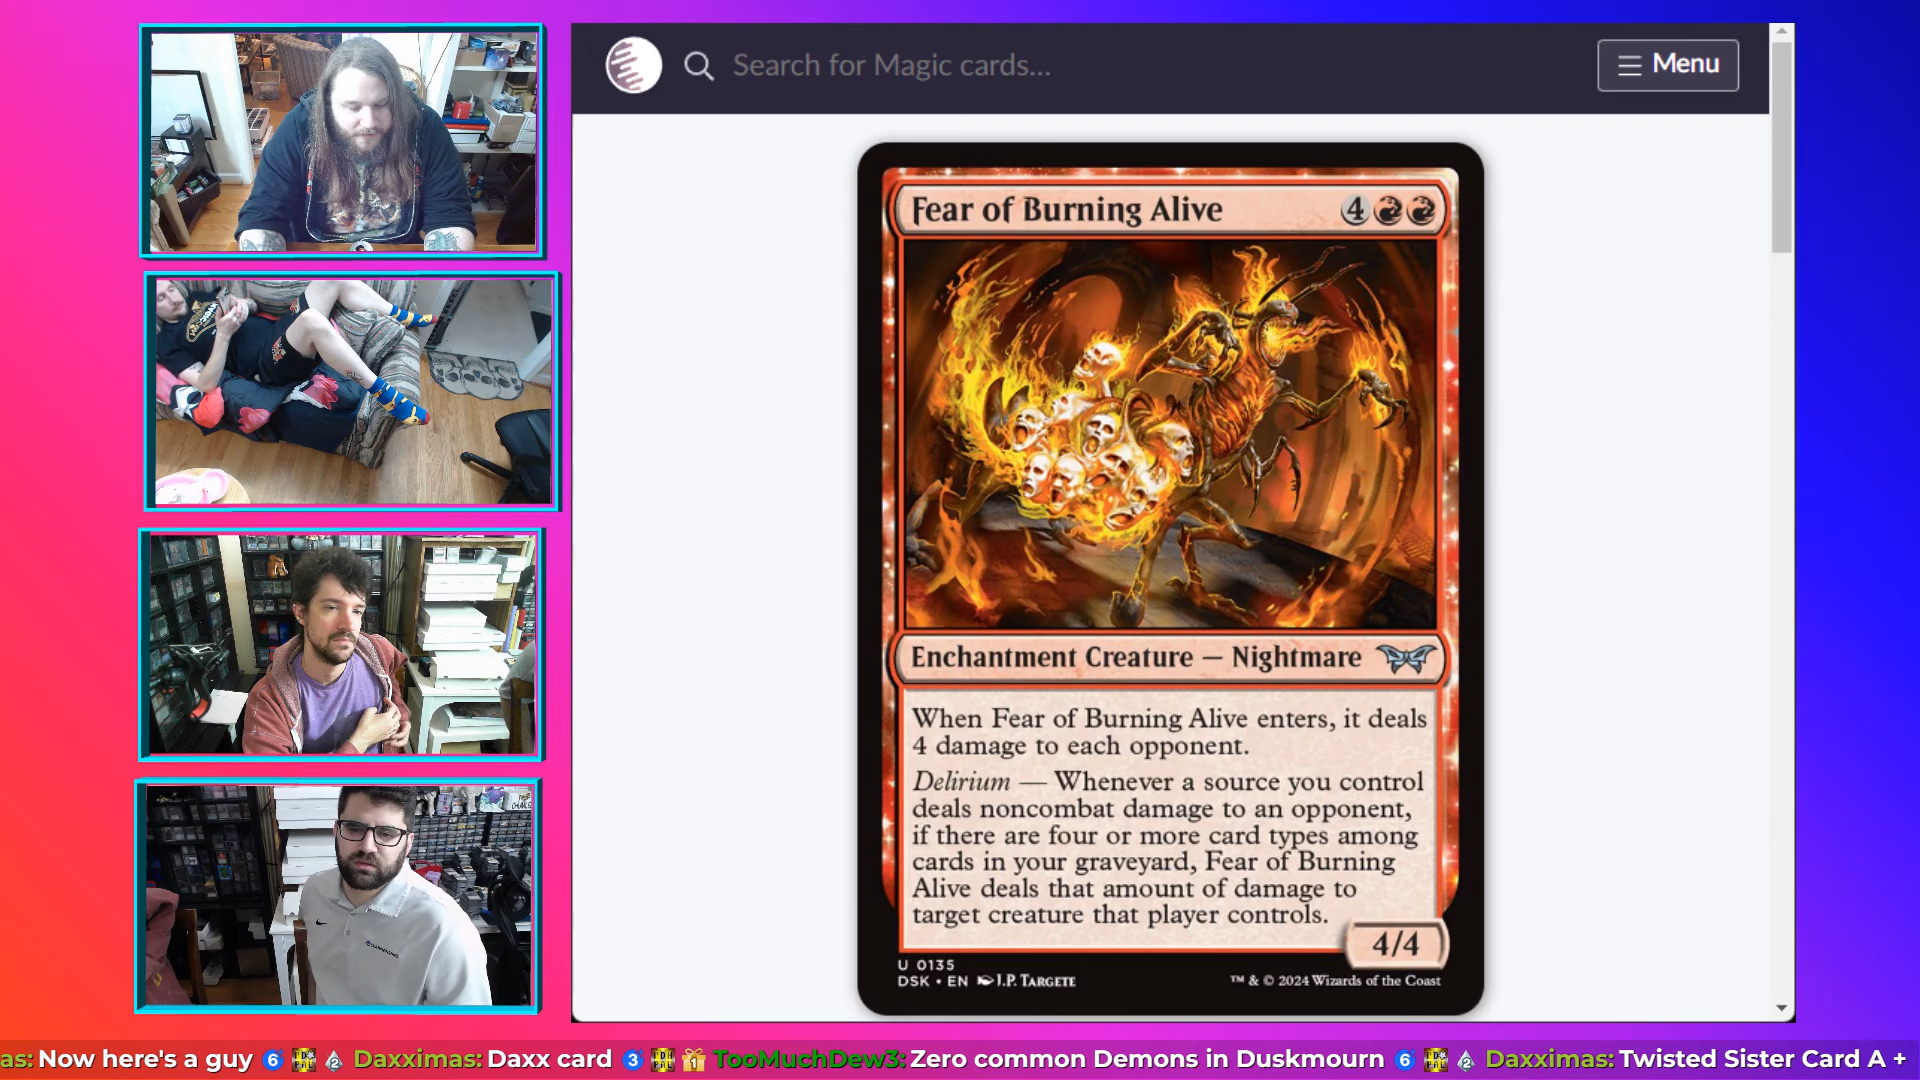 Search for Magic cards...
Menu
Fear of Burning Alive
4
Enchantment Creature — Nightmare
When Fear of Burning Alive enters, it deals
4 damage to each opponent.
Delirium — Whenever a source you control
deals noncombat damage to an opponent,
if there are four or more card types among
cards in your graveyard, Fear of Burning
Alive deals that amount of damage to
target creature that player controls.
4/4
U 0135
DSK • EN J.P. Targete
™ & © 2024 Wizards of the Coast
as: Now here's a guy 6 2 Daxximas: Daxx card 3 1 TooMuchDew3: Zero common Demons in Duskmourn 6 2 Daxximas: Twisted Sister Card A +